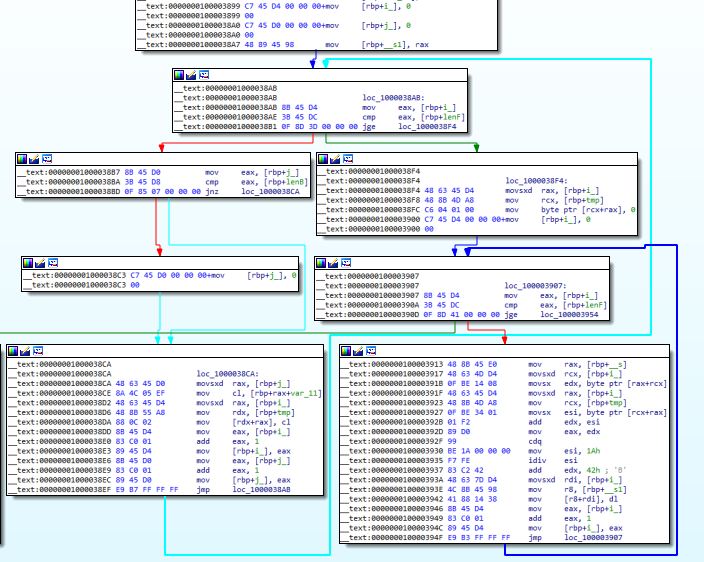 __text:0000000100003899 C7 45 D4 00 00 00+mov [rbp+i_], 0
__text:0000000100003899 00
__text:00000001000038A0 C7 45 D0 00 00 00+mov [rbp+j_], 0
__text:00000001000038A0 00
__text:00000001000038A7 48 89 45 98 mov [rbp+__s1], rax
__text:00000001000038AB
__text:00000001000038AB loc_1000038AB:
__text:00000001000038AB 8B 45 D4 mov eax, [rbp+i_]
__text:00000001000038AE 3B 45 DC cmp eax, [rbp+lenF]
__text:00000001000038B1 0F 8D 3D 00 00 00 jge loc_1000038F4
__text:00000001000038B7 8B 45 D0 mov eax, [rbp+j_]
__text:00000001000038BA 3B 45 D8 cmp eax, [rbp+lenB]
__text:00000001000038BD 0F 85 07 00 00 00 jnz loc_1000038CA
__text:00000001000038F4
__text:00000001000038F4 loc_1000038F4:
__text:00000001000038F4 48 63 45 D4 movsxd rax, [rbp+i_]
__text:00000001000038F8 48 8B 4D A8 mov rcx, [rbp+tmp]
__text:00000001000038FC C6 04 01 00 mov byte ptr [rcx+rax], 0
__text:0000000100003900 C7 45 D4 00 00 00+mov [rbp+i_], 0
__text:0000000100003900 00
__text:00000001000038C3 C7 45 D0 00 00 00+mov [rbp+j_], 0
__text:00000001000038C3 00
__text:0000000100003907
__text:0000000100003907 loc_100003907:
__text:0000000100003907 8B 45 D4 mov eax, [rbp+i_]
__text:000000010000390A 3B 45 DC cmp eax, [rbp+lenF]
__text:000000010000390D 0F 8D 41 00 00 00 jge loc_100003954
__text:00000001000038CA
__text:00000001000038CA loc_1000038CA:
__text:00000001000038CA 48 63 45 D0 movsxd rax, [rbp+j_]
__text:00000001000038CE 8A 4C 05 EF mov cl, [rbp+rax+var_11]
__text:00000001000038D2 48 63 45 D4 movsxd rax, [rbp+i_]
__text:00000001000038D6 48 8B 55 A8 mov rdx, [rbp+tmp]
__text:00000001000038DA 88 0C 02 mov [rdx+rax], cl
__text:00000001000038DD 8B 45 D4 mov eax, [rbp+i_]
__text:00000001000038E0 83 C0 01 add eax, 1
__text:00000001000038E3 89 45 D4 mov [rbp+i_], eax
__text:00000001000038E6 8B 45 D0 mov eax, [rbp+j_]
__text:00000001000038E9 83 C0 01 add eax, 1
__text:00000001000038EC 89 45 D0 mov [rbp+j_], eax
__text:00000001000038EF E9 B7 FF FF FF jmp loc_1000038AB
__text:0000000100003913 48 8B 45 E0 mov rax, [rbp+__s]
__text:0000000100003917 48 63 4D D4 movsxd rcx, [rbp+i_]
__text:000000010000391B 0F BE 14 08 movsx edx, byte ptr [rax+rcx]
__text:000000010000391F 48 63 45 D4 movsxd rax, [rbp+i_]
__text:0000000100003923 48 8B 4D A8 mov rcx, [rbp+tmp]
__text:0000000100003927 0F BE 34 01 movsx esi, byte ptr [rcx+rax]
__text:000000010000392B 01 F2 add edx, esi
__text:000000010000392D 89 D0 mov eax, edx
__text:000000010000392F 99 cdq
__text:0000000100003930 BE 1A 00 00 00 mov esi, 1Ah
__text:0000000100003935 F7 FE idiv esi
__text:0000000100003937 83 C2 42 add edx, 42h ; 'B'
__text:000000010000393A 48 63 7D D4 movsxd rdi, [rbp+i_]
__text:000000010000393E 4C 8B 45 98 mov r8, [rbp+__s1]
__text:0000000100003942 41 88 14 38 mov [r8+rdi], dl
__text:0000000100003946 8B 45 D4 mov eax, [rbp+i_]
__text:0000000100003949 83 C0 01 add eax, 1
__text:000000010000394C 89 45 D4 mov [rbp+i_], eax
__text:000000010000394F E9 B3 FF FF FF jmp loc_100003907